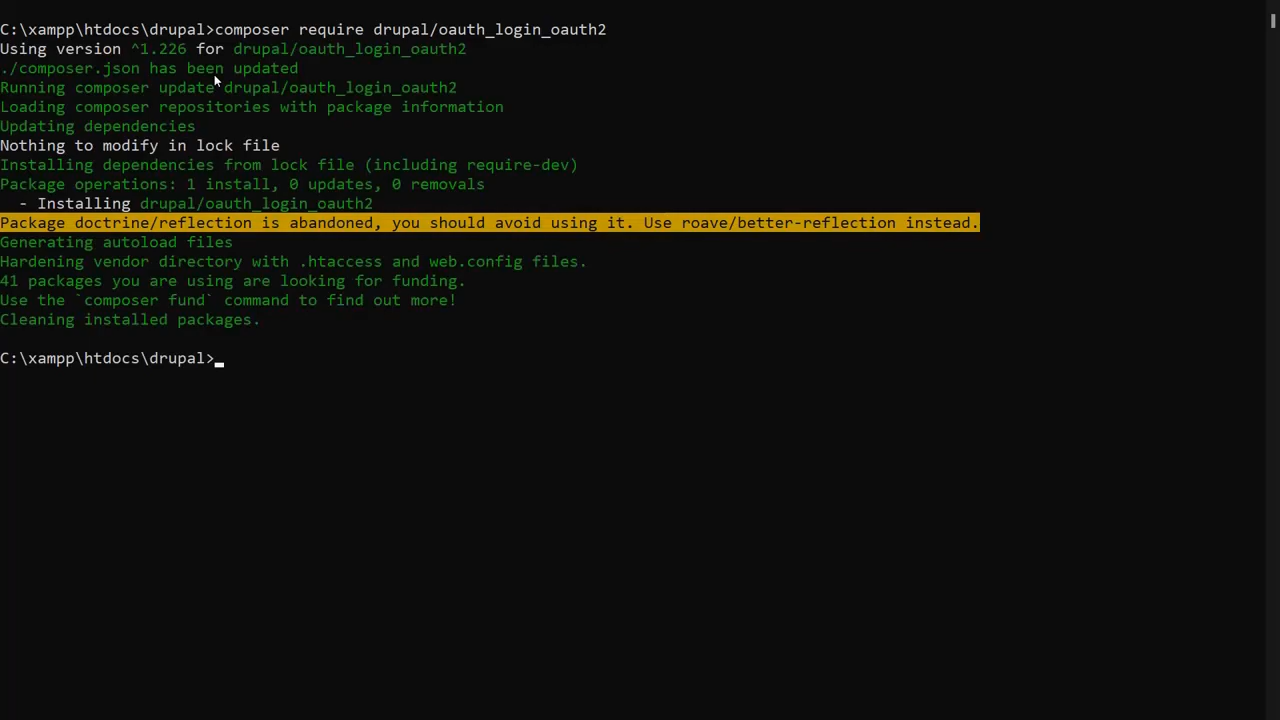 C:\xampp\htdocs\drupal>composer require drupal/oauth_login_oauth2
Using version ^1.226 for drupal/oauth_login_oauth2
./composer.json has been updated
Running composer update drupal/oauth_login_oauth2
Loading composer repositories with package information
Updating dependencies
Nothing to modify in lock file
Installing dependencies from lock file (including require-dev)
Package operations: 1 install, 0 updates, 0 removals
  - Installing drupal/oauth_login_oauth2
Package doctrine/reflection is abandoned, you should avoid using it. Use roave/better-reflection instead.
Generating autoload files
Hardening vendor directory with .htaccess and web.config files.
41 packages you are using are looking for funding.
Use the `composer fund` command to find out more!
Cleaning installed packages.
C:\xampp\htdocs\drupal>